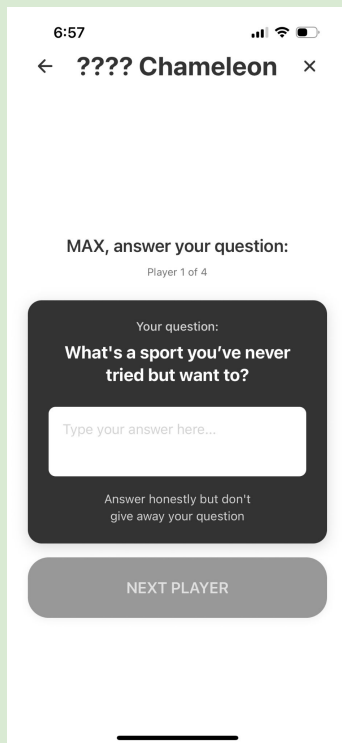 6:57
???? Chameleon
MAX, answer your question:
Player 1 of 4
Your question:
What's a sport you’ve never
tried but want to?
Type your answer here...
Answer honestly but don't
give away your question
NEXT PLAYER